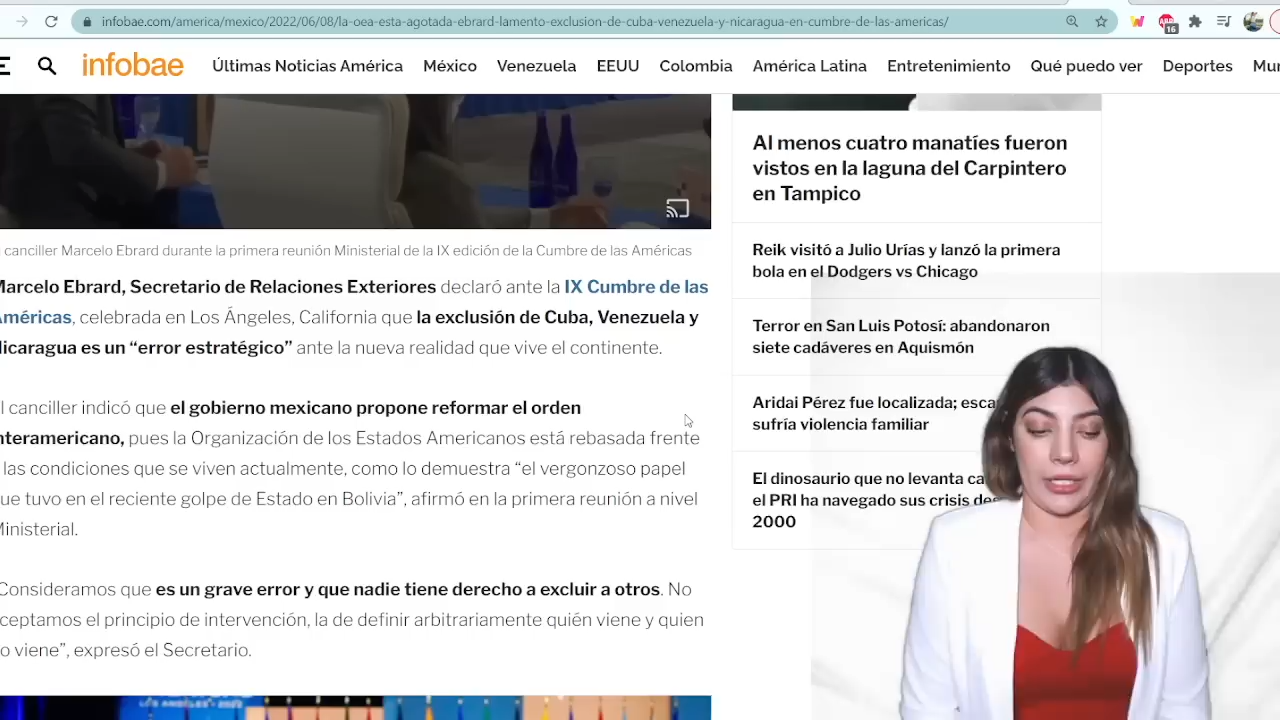 infobae.com/america/mexico/2022/06/08/la-oea-esta-agotada-ebrard-lamento-exclusion-de-cuba-venezuela-y-nicaragua-en-cumbre-de-las-americas/
16
infobae Últimas Noticias América México Venezuela EEUU Colombia América Latina Entretenimiento Qué puedo ver Deportes Mun
canciller Marcelo Ebrard durante la primera reunión Ministerial de la IX edición de la Cumbre de las Américas
Marcelo Ebrard, Secretario de Relaciones Exteriores declaró ante la IX Cumbre de las
Américas, celebrada en Los Ángeles, California que la exclusión de Cuba, Venezuela y
Nicaragua es un “error estratégico” ante la nueva realidad que vive el continente.
l canciller indicó que el gobierno mexicano propone reformar el orden
nteramericano, pues la Organización de los Estados Americanos está rebasada frente
las condiciones que se viven actualmente, como lo demuestra “el vergonzoso papel
ue tuvo en el reciente golpe de Estado en Bolivia”, afirmó en la primera reunión a nivel
Ministerial.
Consideramos que es un grave error y que nadie tiene derecho a excluir a otros. No
ceptamos el principio de intervención, la de definir arbitrariamente quién viene y quien
o viene”, expresó el Secretario.
LOS ANGELES - 2022
Al menos cuatro manatíes fueron
vistos en la laguna del Carpintero
en Tampico
Reik visitó a Julio Urías y lanzó la primera
bola en el Dodgers vs Chicago
Terror en San Luis Potosí: abandonaron
siete cadáveres en Aquismón
Aridai Pérez fue localizada; esca
sufría violencia familiar
El dinosaurio que no levanta ca
el PRI ha navegado sus crisis des
2000